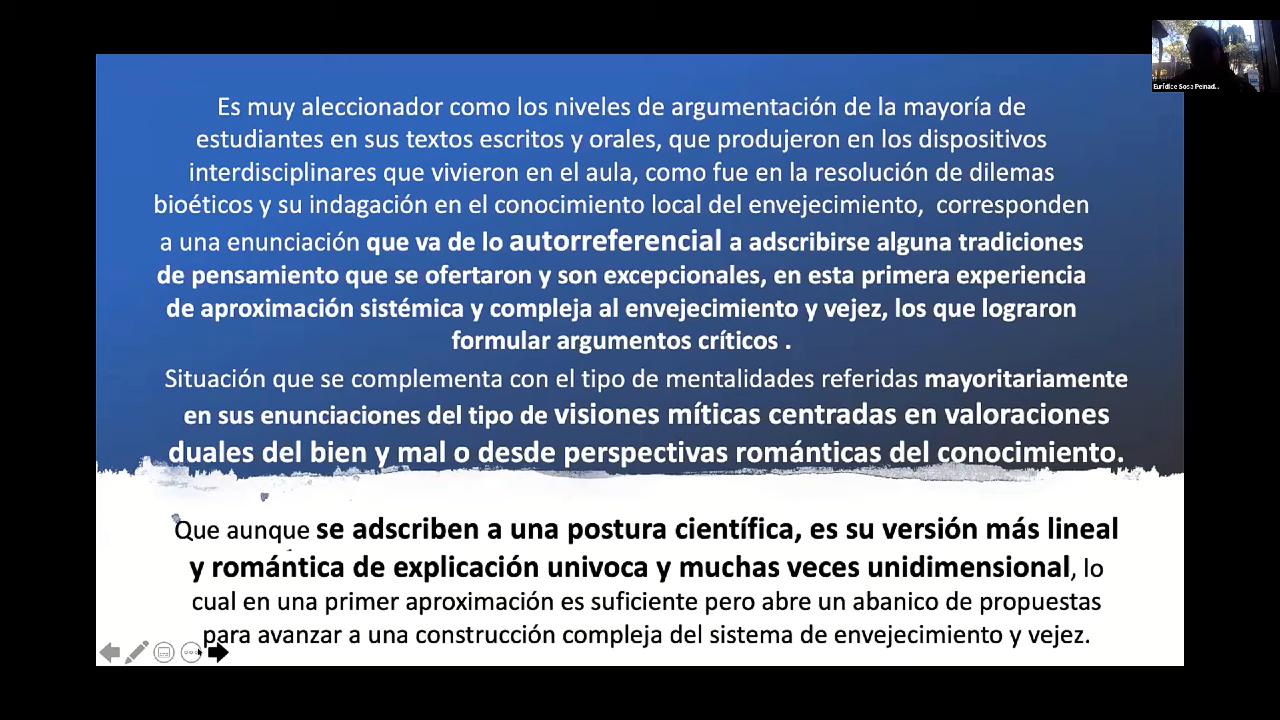 Es muy aleccionador como los niveles de argumentación de la mayoría de
estudiantes en sus textos escritos y orales, que produjeron en los dispositivos
interdisciplinares que vivieron en el aula, como fue en la resolución de dilemas
bioéticos y su indagación en el conocimiento local del envejecimiento, corresponden
a una enunciación que va de lo autorreferencial a adscribirse alguna tradiciones
de pensamiento que se ofertaron y son excepcionales, en esta primera experiencia
de aproximación sistémica y compleja al envejecimiento y vejez, los que lograron
formular argumentos críticos .
Situación que se complementa con el tipo de mentalidades referidas mayoritariamente
en sus enunciaciones del tipo de visiones míticas centradas en valoraciones
duales del bien y mal o desde perspectivas románticas del conocimiento.
Que aunque se adscriben a una postura científica, es su versión más lineal
y romántica de explicación univoca y muchas veces unidimensional, lo
cual en una primer aproximación es suficiente pero abre un abanico de propuestas
para avanzar a una construcción compleja del sistema de envejecimiento y vejez.
Eurídice Sosa Peinad...